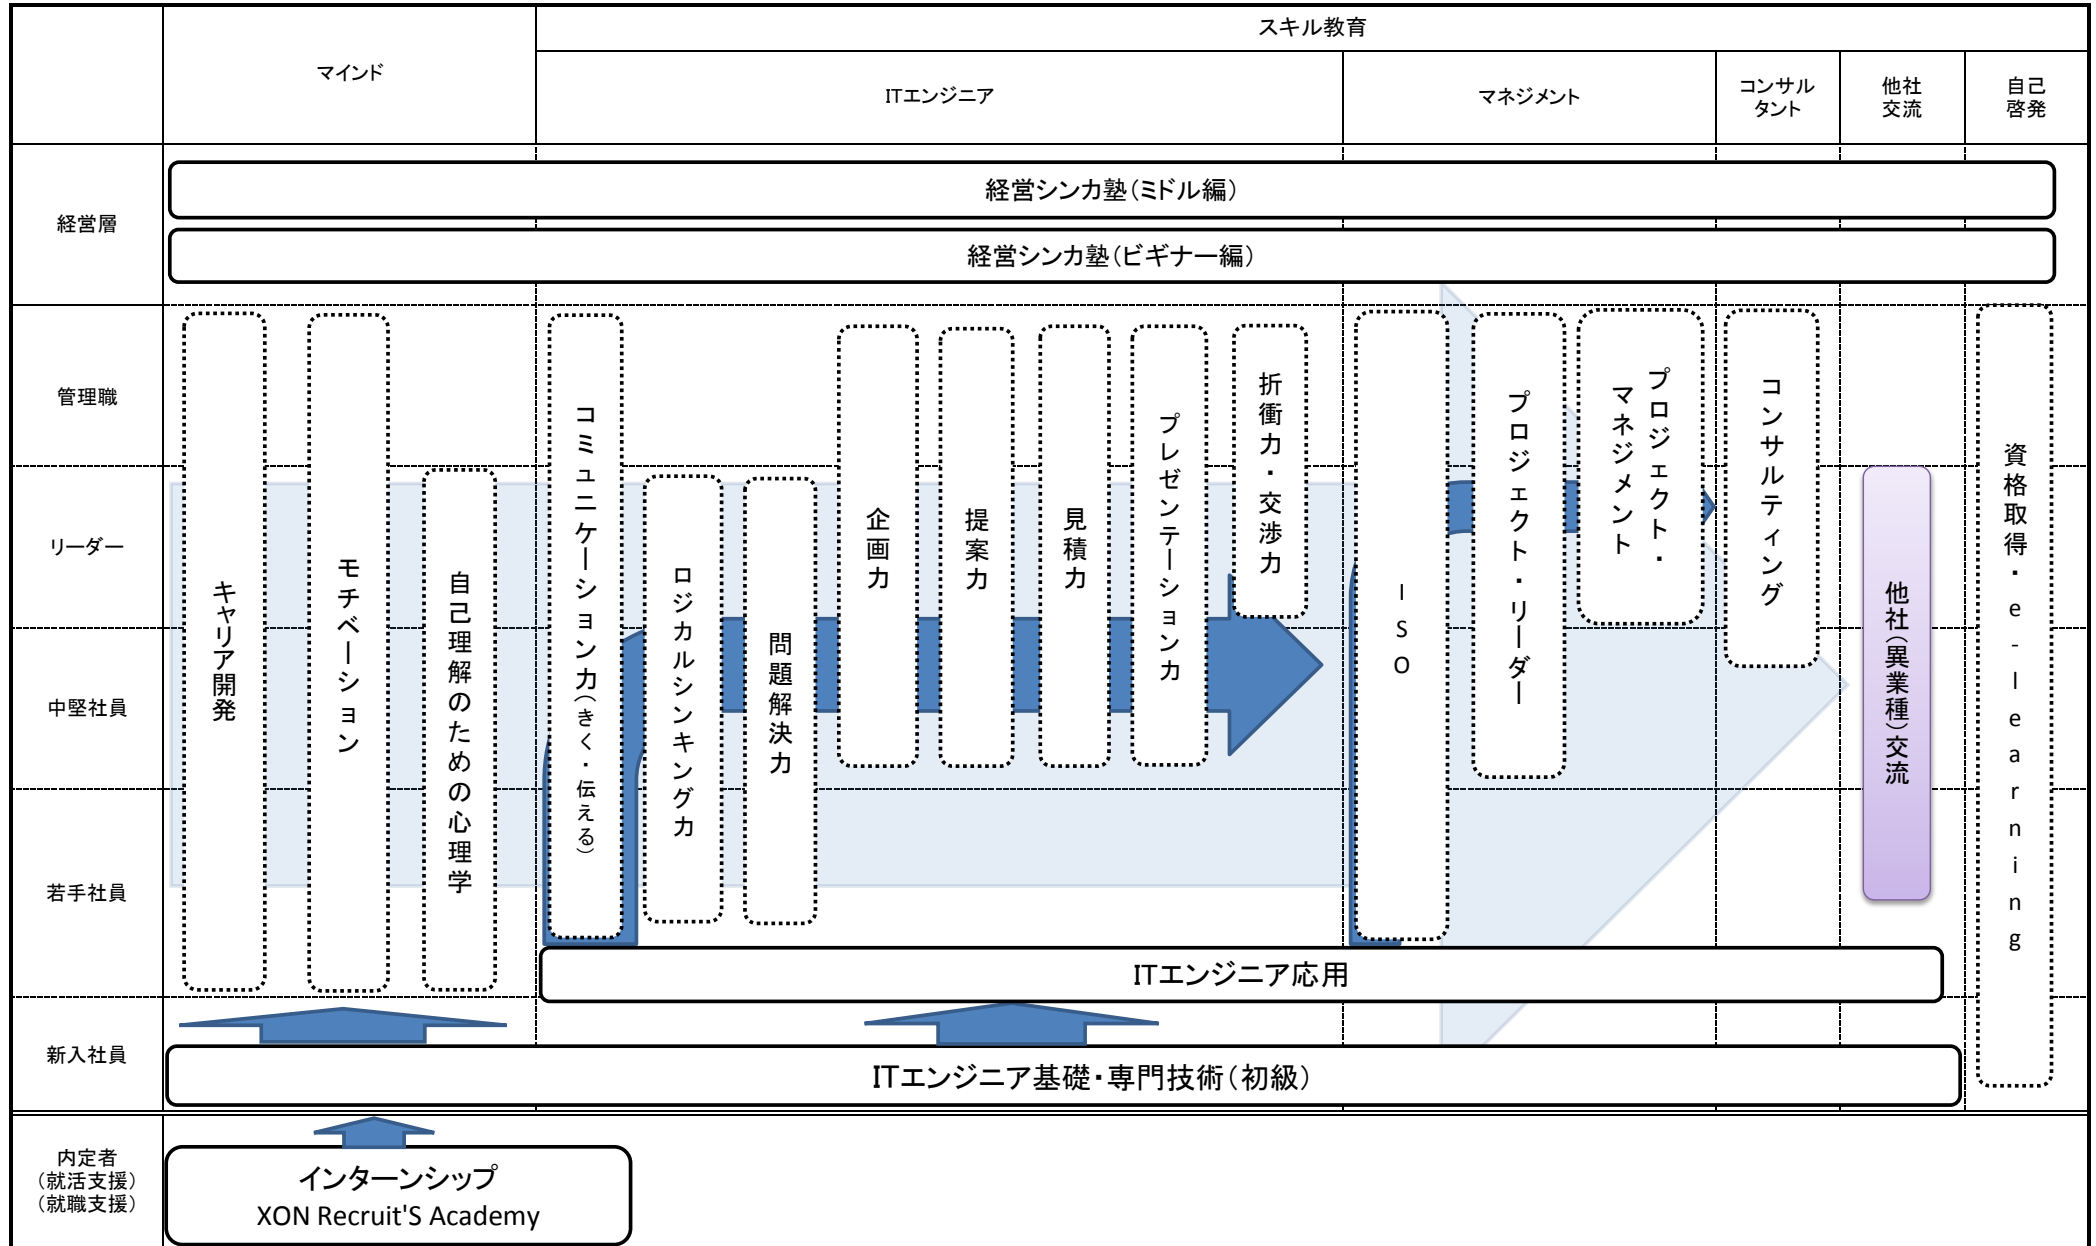 スキル教育
マインド
ITエンジニア
マネジメント
コンサル
タント
他社
交流
自己
啓発
経営層
経営シンカ塾（ミドル編）
経営シンカ塾（ビギナー編）
管理職
リーダー
中堅社員
若手社員
新入社員
キャリア開発
モチベーション
自己理解のための心理学
コミュニケーション力（きく・伝える）
ロジカルシンキング力
問題解決力
企画力
提案力
見積力
プレゼンテーション力
折衝力・交渉力
ISO
プロジェクト・リーダー
プロジェクト・
マネジメント
コンサルティング
他社（異業種）交流
資格取得・e-learning
ITエンジニア応用
ITエンジニア基礎・専門技術（初級）
内定者
（就活支援）
（就職支援）
インターンシップ
XON Recruit'S Academy